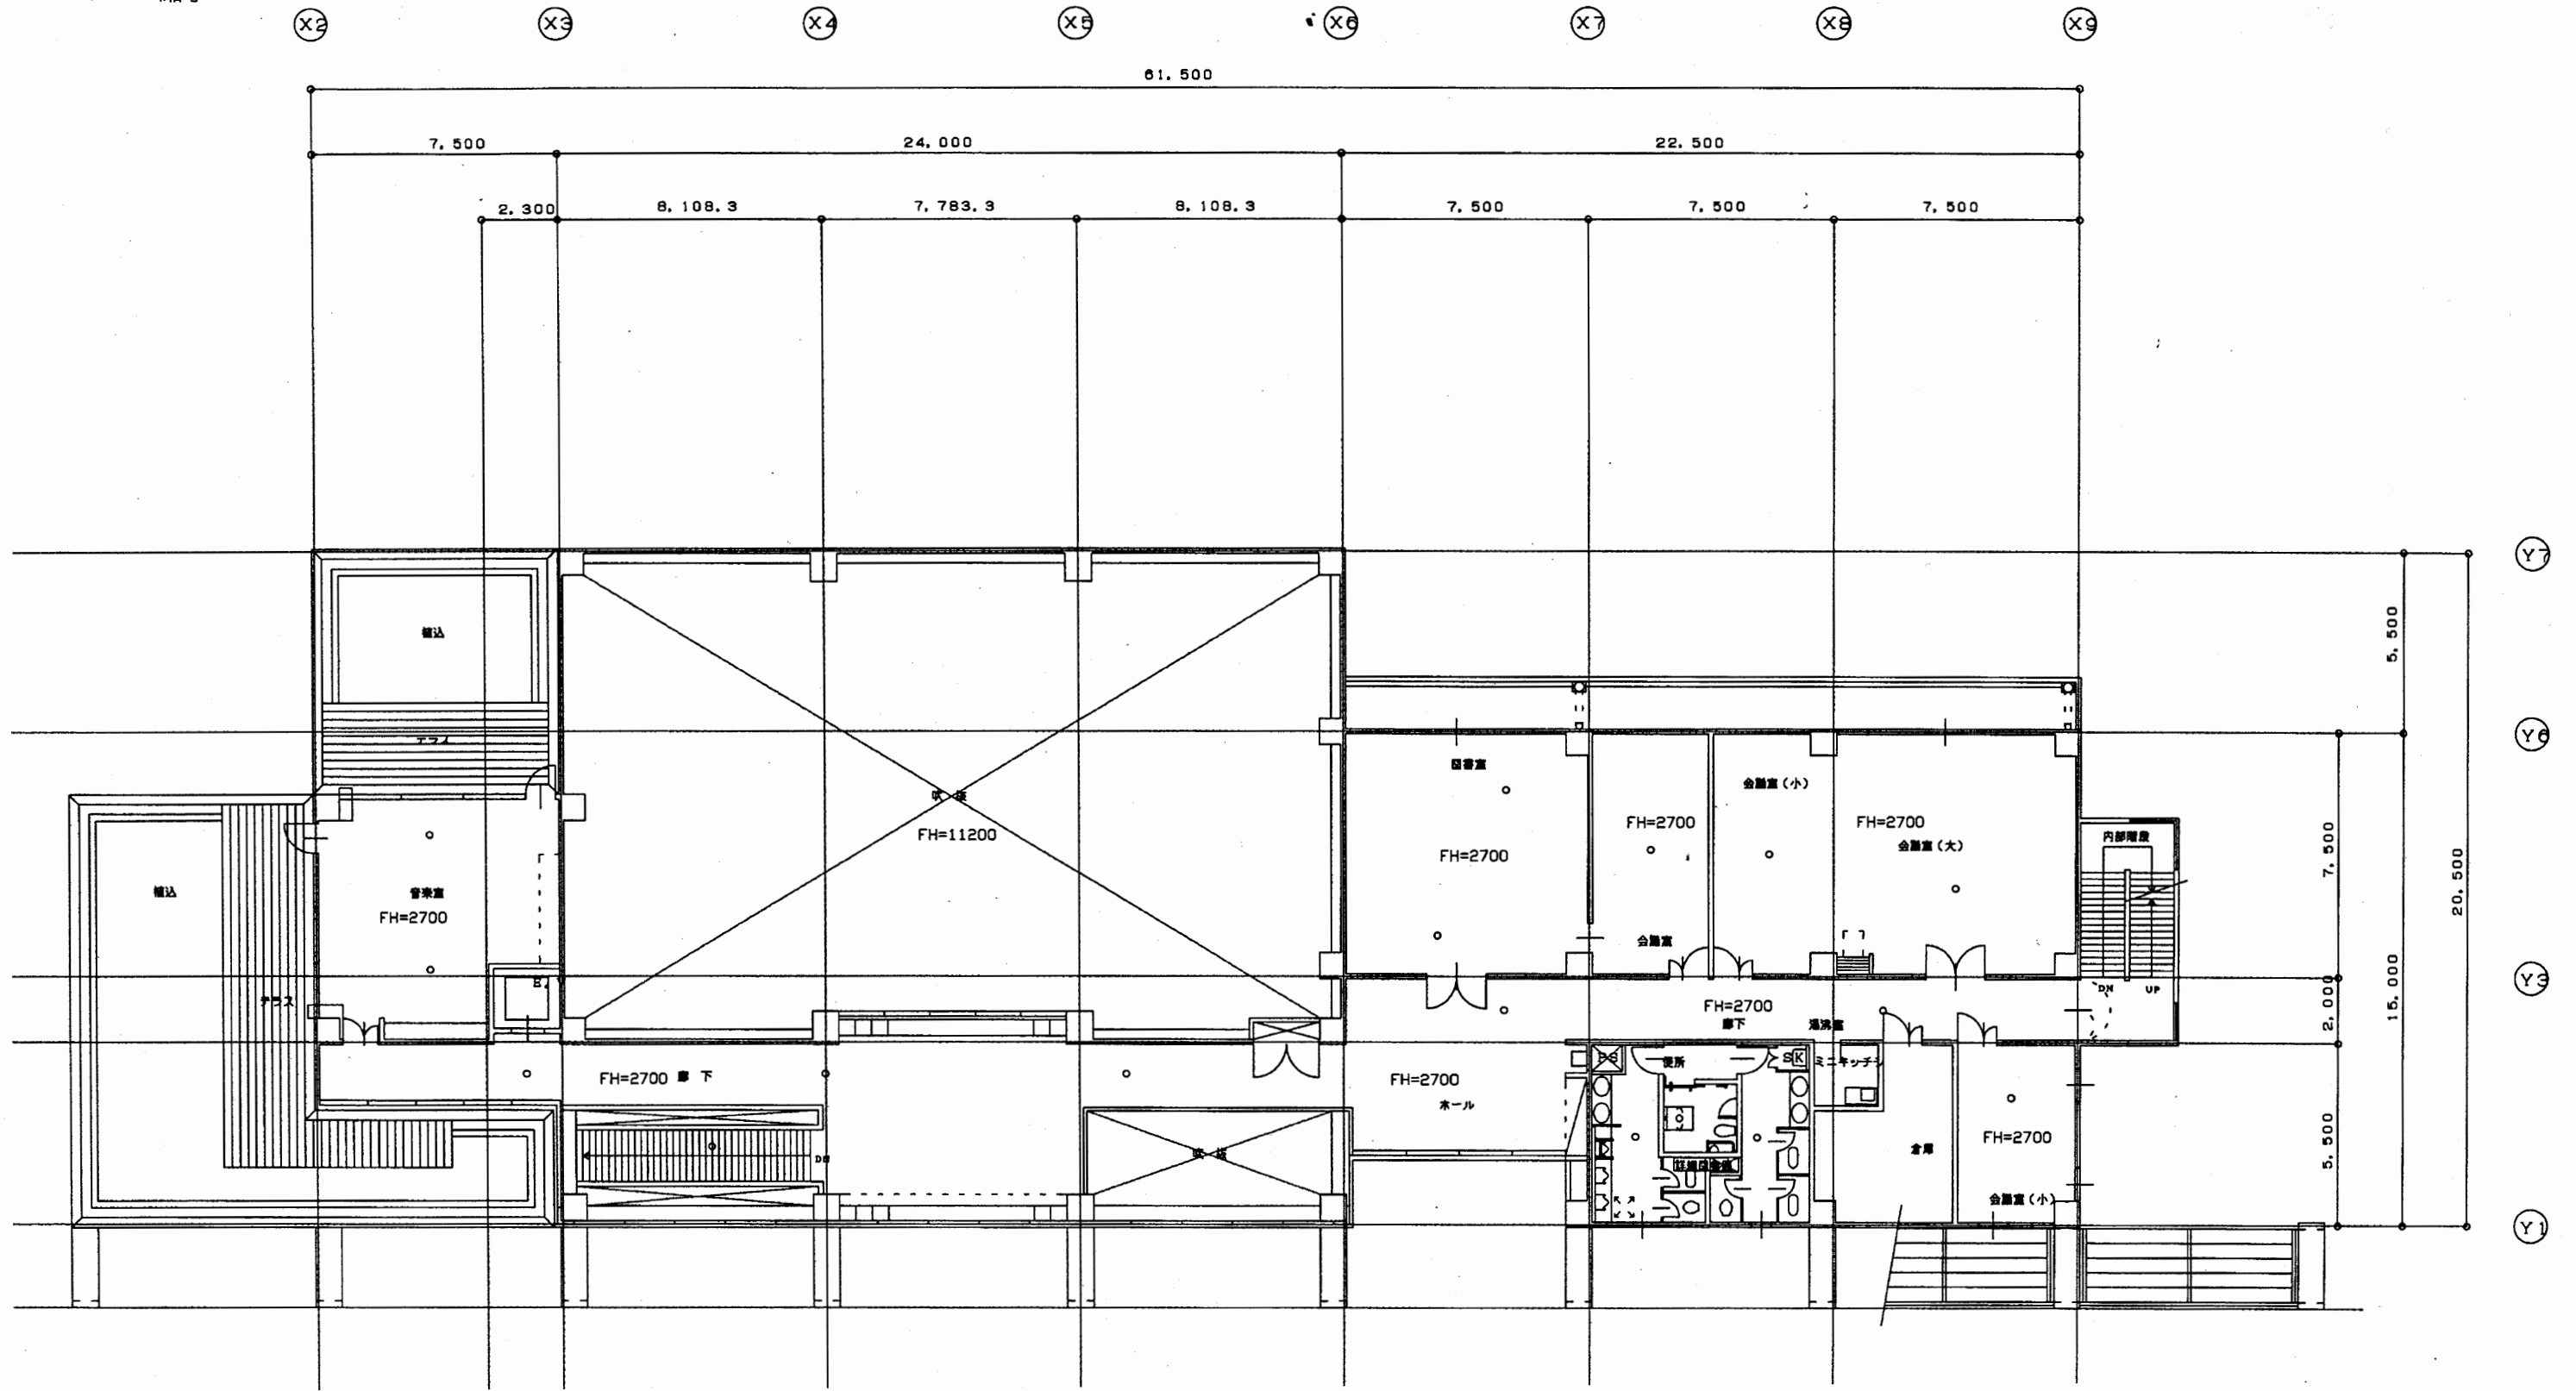 X2 X3 X4 X5 X6 X7 X8 X9
61,500
7,500 24,000 22,500
2,300 8,108.3 7,783.3 8,108.3 7,500 7,500 7,500
Y7
5,500
植込
Y6
テラス
図書室
会議室(小)
吹 抜
FH=11200
FH=2700
FH=2700
FH=2700
会議室(大)
内部階段
7,500
20,500
植込
音楽室
FH=2700
会議室
Y3
テラス
DN UP
FH=2700
廊下
湯沸室
2,000
15,000
PS
便所
SK
ミニキッチン
FH=2700 廊 下
FH=2700
ホール
吹 抜
DN
倉庫
FH=2700
会議室(小)
5,500
Y1